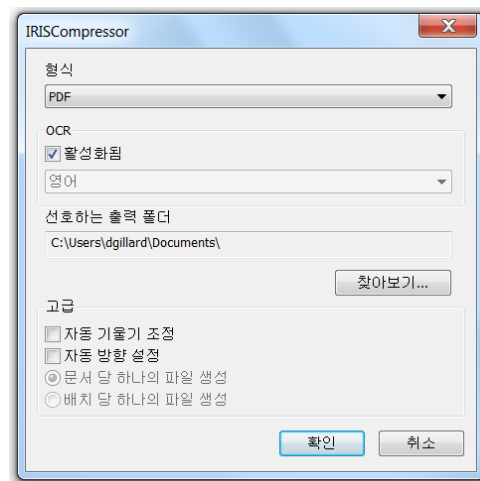 IRISCompressor
형식
PDF
OCR
활성화됨
영어
선호하는 출력 폴더
C:\Users\dgillard\Documents\
찾아보기...
고급
자동 기울기 조정
자동 방향 설정
문서 당 하나의 파일 생성
배치 당 하나의 파일 생성
확인 취소